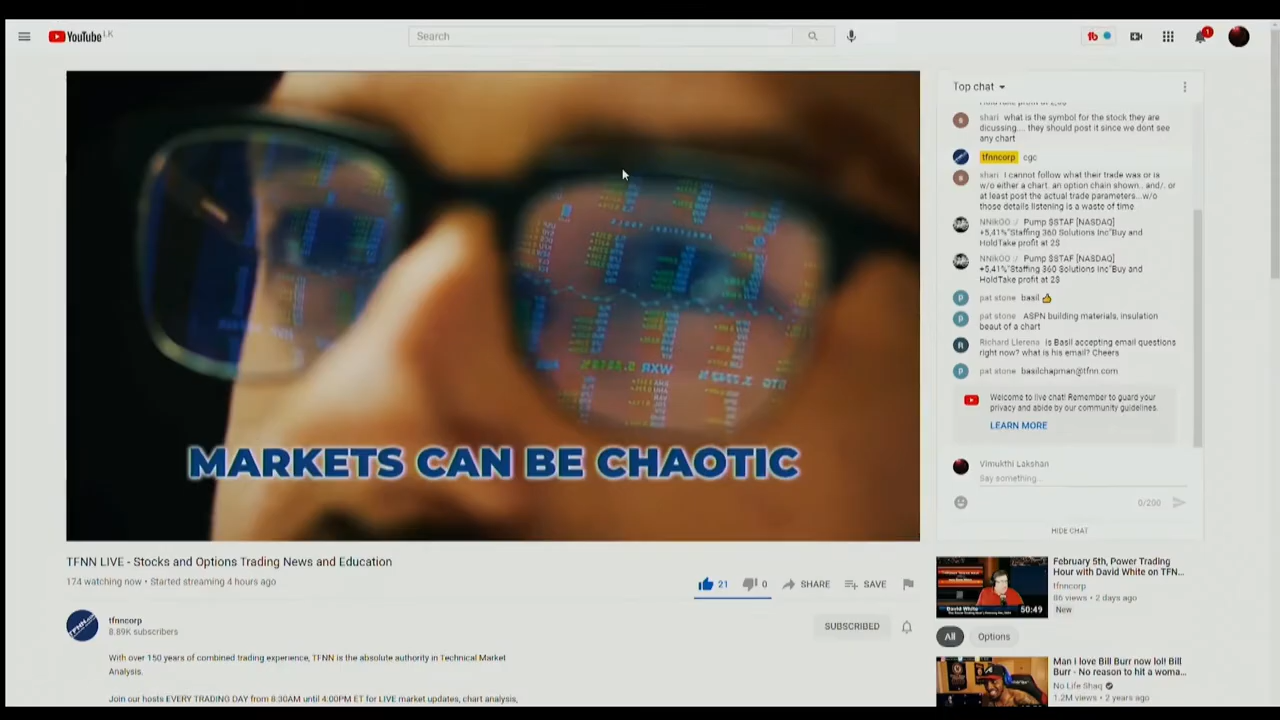 YouTube LK
Search
fb
1
MARKETS CAN BE CHAOTIC
TFNN LIVE - Stocks and Options Trading News and Education
174 watching now • Started streaming 4 hours ago
21
0
SHARE
SAVE
tfnncorp
8.89K subscribers
SUBSCRIBED
With over 150 years of combined trading experience, TFNN is the absolute authority in Technical Market
Analysis.
Join our hosts EVERY TRADING DAY from 8:30AM until 4:00PM ET for LIVE market updates, chart analysis,
Top chat
shari what is the symbol for the stock they are
dicussing.... they should post it since we dont see
any chart
tfnncorp cgc
shari I cannot follow what their trade was or is
w/o either a chart...an option chain shown.. and/. or
at least post the actual trade parameters...w/o
those details listening is a waste of time
NNikOO :/ Pump $STAF [NASDAQ]
+5,41%"Staffing 360 Solutions Inc"Buy and
HoldTake profit at 2$
NNikOO :/ Pump $STAF [NASDAQ]
+5,41%"Staffing 360 Solutions Inc"Buy and
HoldTake profit at 2$
pat stone basil
pat stone ASPN building materials, insulation
beaut of a chart
Richard Llerena is Basil accepting email questions
right now? what is his email? Cheers
pat stone basilchapman@tfnn.com
Welcome to live chat! Remember to guard your
privacy and abide by our community guidelines.
LEARN MORE
Vimukthi Lakshan
Say something...
0/200
HIDE CHAT
50:49
February 5th, Power Trading
Hour with David White on TFN...
tfnncorp
86 views • 2 days ago
New
All
Options
Man I love Bill Burr now lol! Bill
Burr - No reason to hit a woma...
No Life Shaq
1.2M views • 2 years ago